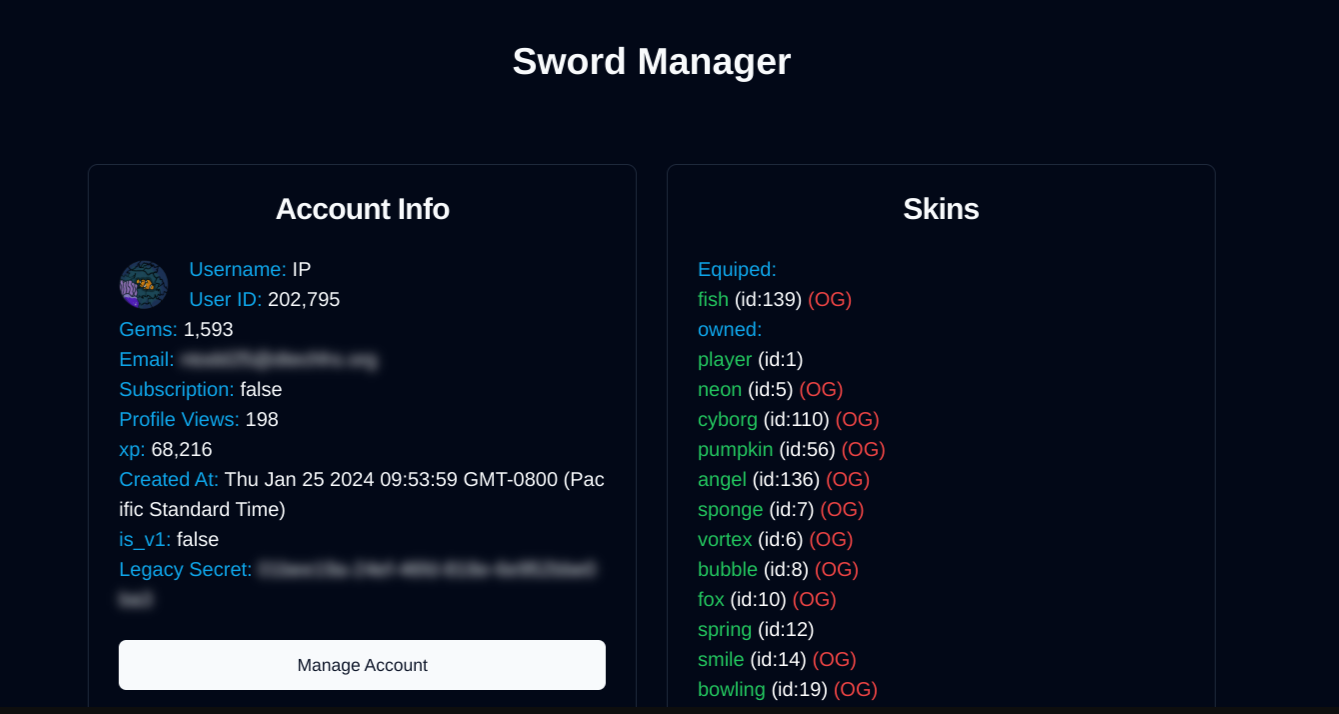 Sword Manager
Account Info
Username: IP
User ID: 202,795
Gems: 1,593
Email:
Subscription: false
Profile Views: 198
xp: 68,216
Created At: Thu Jan 25 2024 09:53:59 GMT-0800 (Pac
ific Standard Time)
is_v1: false
Legacy Secret:
Manage Account
Skins
Equiped:
fish (id:139) (OG)
owned:
player (id:1)
neon (id:5) (OG)
cyborg (id:110) (OG)
pumpkin (id:56) (OG)
angel (id:136) (OG)
sponge (id:7) (OG)
vortex (id:6) (OG)
bubble (id:8) (OG)
fox (id:10) (OG)
spring (id:12)
smile (id:14) (OG)
bowling (id:19) (OG)